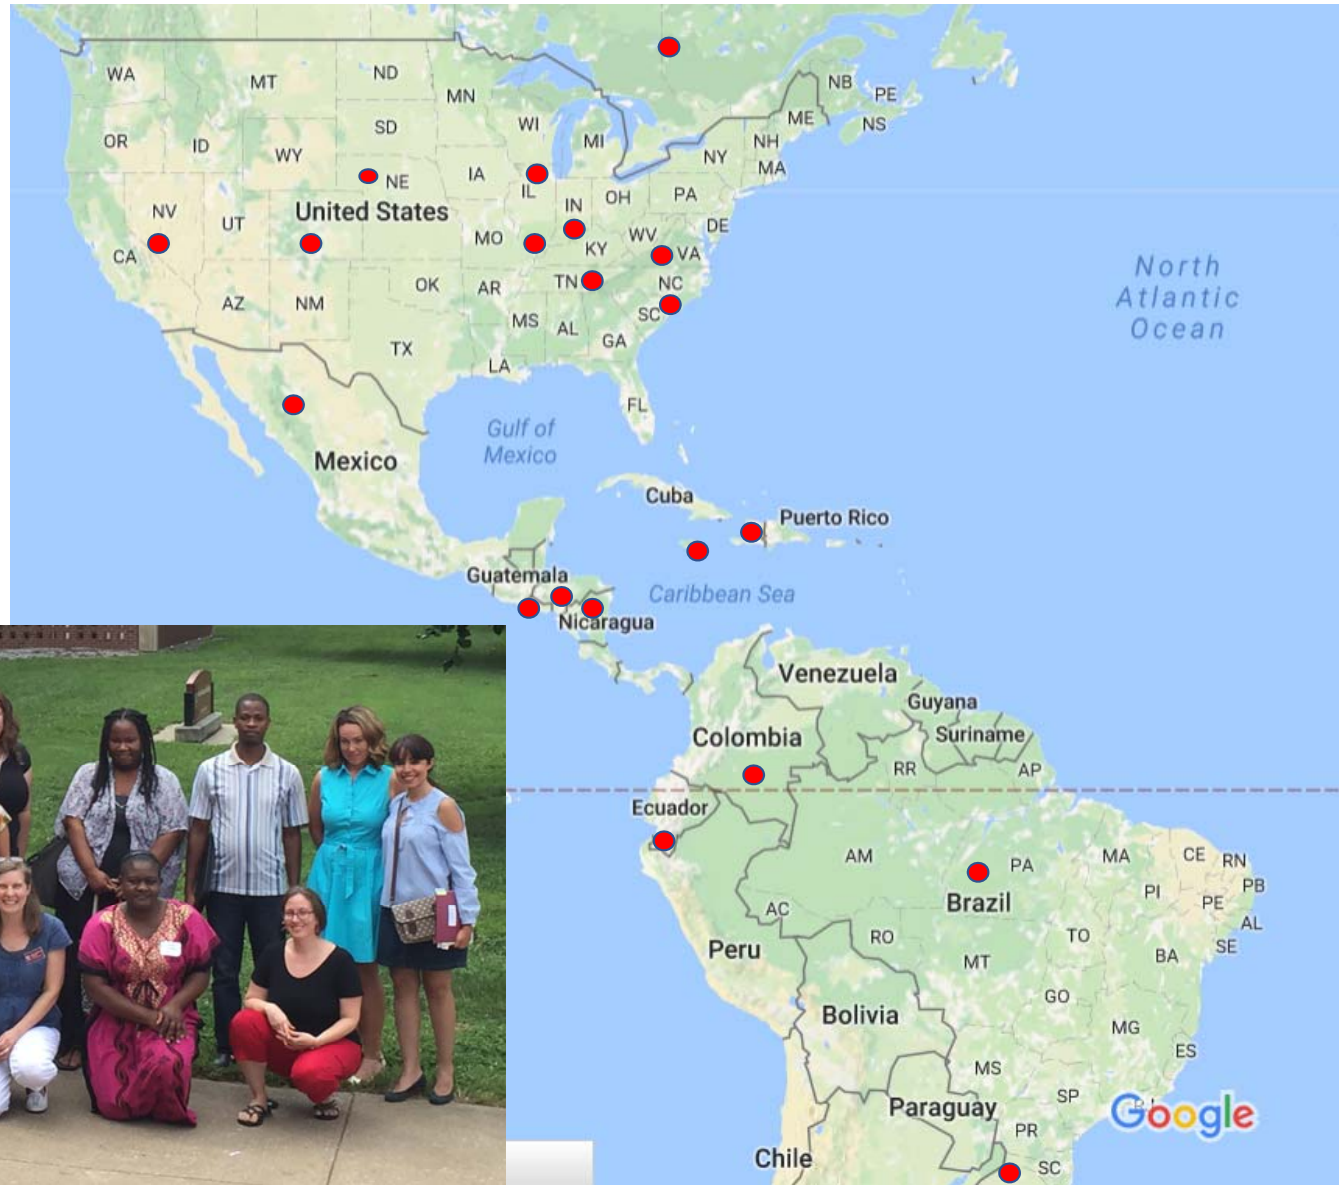 WA
MT
ND
MN
NB
PE
OR
ID
SD
WI
MI
ME
NS
WY
NY
NH
MA
IA
NE
IL
OH
PA
NV
UT
United States
IN
DE
CA
MO
KY
WV
VA
AZ
NM
OK
AR
TN
NC
SC
MS
AL
GA
TX
LA
FL
North
Atlantic
Ocean
Gulf of
Mexico
Mexico
Cuba
Puerto Rico
Guatemala
Caribbean Sea
Nicaragua
Venezuela
Guyana
Colombia
Suriname
RR
AP
Ecuador
AM
PA
MA
CE
RN
PI
PB
PE
AC
Brazil
AL
RO
TO
SE
Peru
MT
BA
GO
Bolivia
MG
ES
MS
SP
Paraguay
Google
PR
Chile
SC